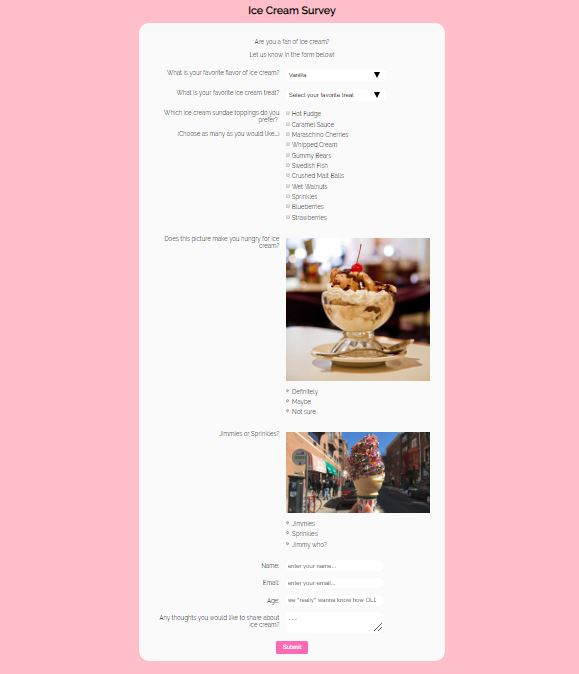 Ice Cream Survey
Are you a fan of ice cream?
Let us know in the form below!
What is your favorite flavor of ice cream?
Vanilla
What is your favorite ice cream treat?
Select your favorite treat
Which ice cream sundae toppings do you
prefer?
(Choose as many as you would like...)
Hot Fudge
Caramel Sauce
Maraschino Cherries
Whipped Cream
Gummy Bears
Swedish Fish
Crushed Malt Balls
Wet Walnuts
Sprinkles
Blueberries
Strawberries
Does this picture make you hungry for ice
cream?
Definitely
Maybe
Not sure
Jimmies or Sprinkles?
Jimmies
Sprinkles
Jimmy who?
Name:
enter your name...
Email:
enter your email...
Age:
we "really" wanna know how OLD
Any thoughts you would like to share about
ice cream?
...
Submit